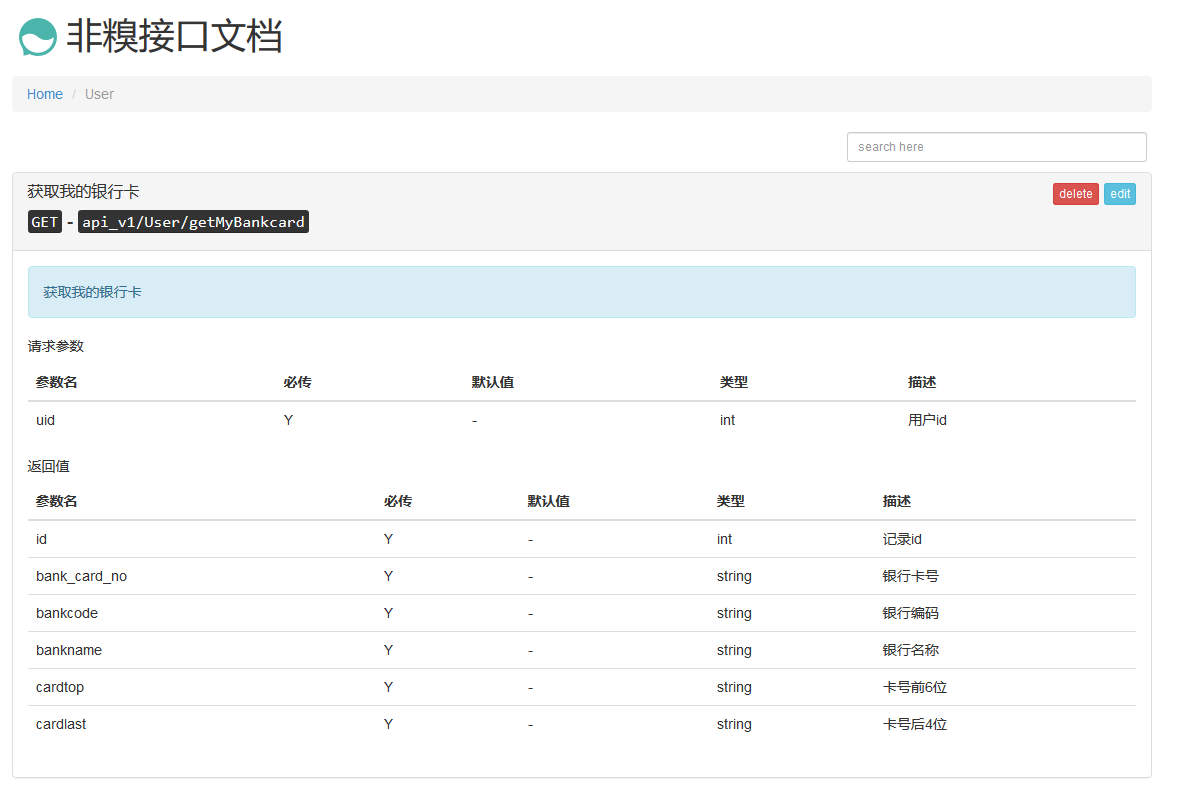 非糗接口文档
Home / User
search here
获取我的银行卡 delete edit
GET - api_v1/User/getMyBankcard
获取我的银行卡
请求参数
参数名 必传 默认值 类型 描述
uid Y - int 用户id
返回值
参数名 必传 默认值 类型 描述
id Y - int 记录id
bank_card_no Y - string 银行卡号
bankcode Y - string 银行编码
bankname Y - string 银行名称
cardtop Y - string 卡号前6位
cardlast Y - string 卡号后4位